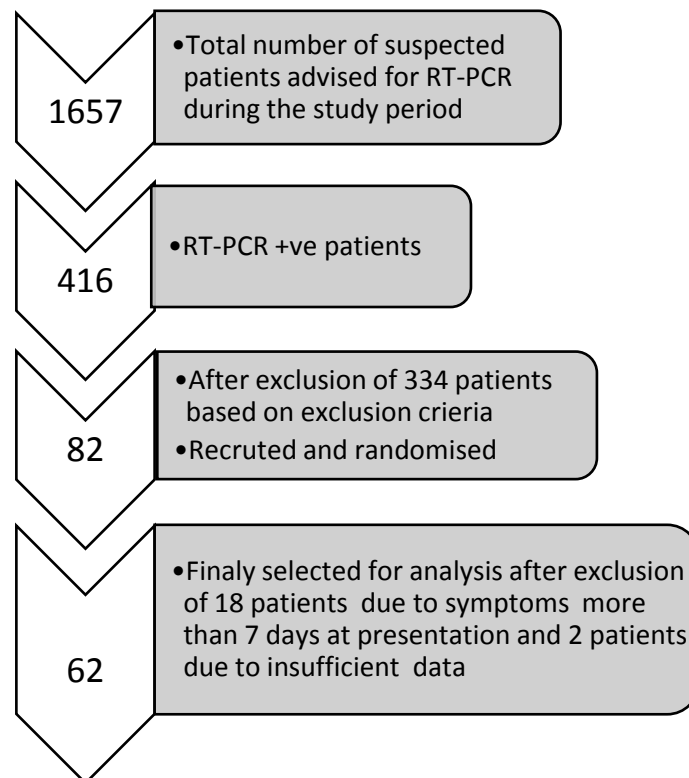 1657
•Total number of suspected
patients advised for RT-PCR
during the study period
416
•RT-PCR +ve patients
82
•After exclusion of 334 patients
based on exclusion crieria
•Recruted and randomised
62
•Finaly selected for analysis after exclusion
of 18 patients due to symptoms more
than 7 days at presentation and 2 patients
due to insufficient data